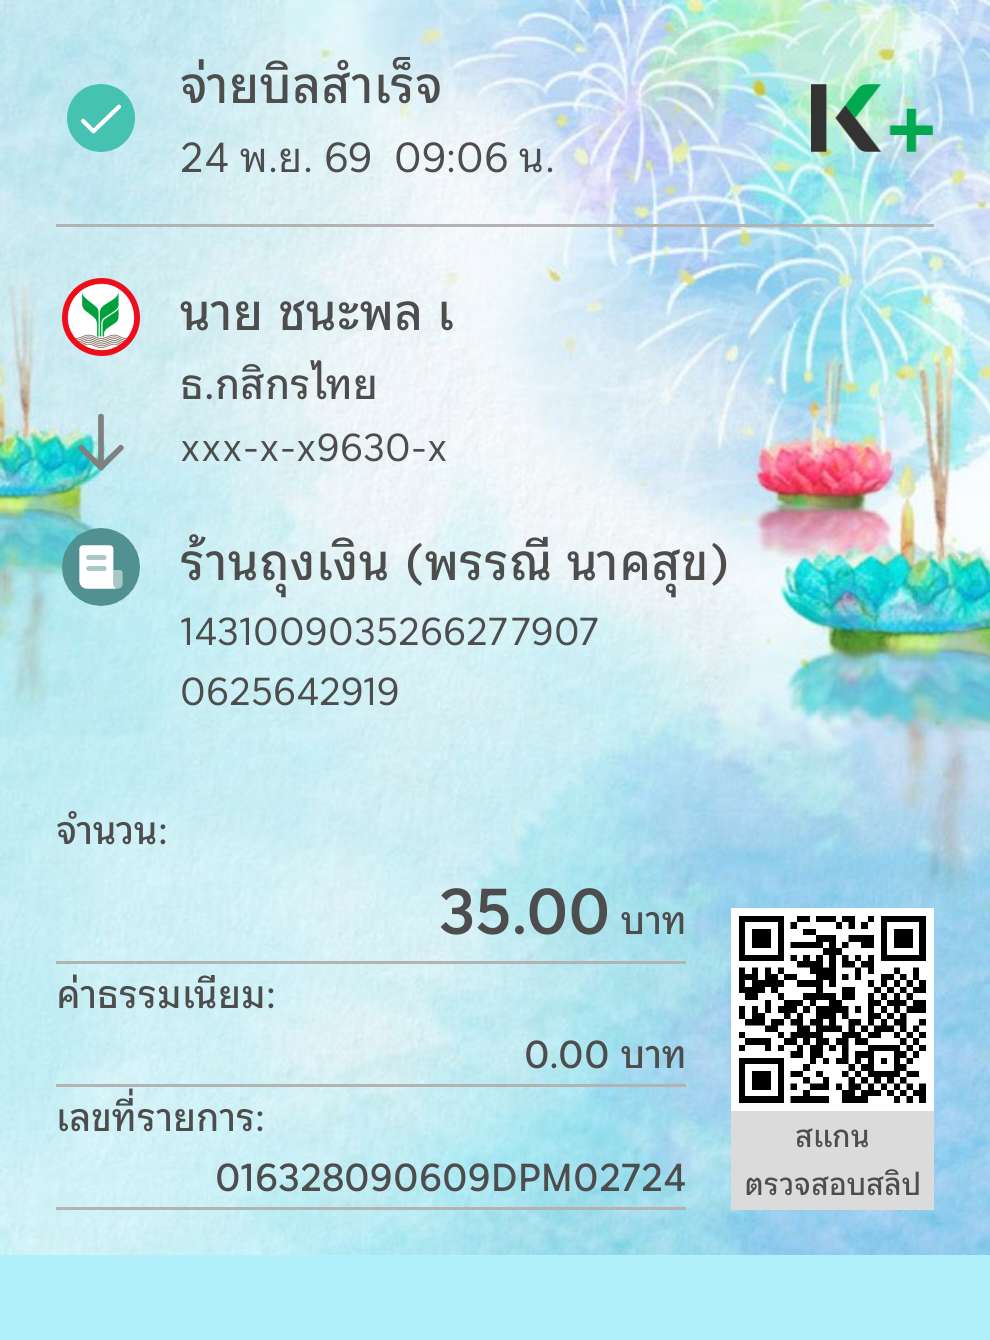 จ่ายบิลสำเร็จ
24 พ.ย. 69 09:06 น.
K+
นาย ชนะพล เ
ธ.กสิกรไทย
xxx-x-x9630-x
ร้านถุงเงิน (พรรณี นาคสุข)
1431009035266277907
0625642919
จำนวน:
35.00 บาท
ค่าธรรมเนียม:
0.00 บาท
เลขที่รายการ:
016328090609DPM02724
สแกน
ตรวจสอบสลิป